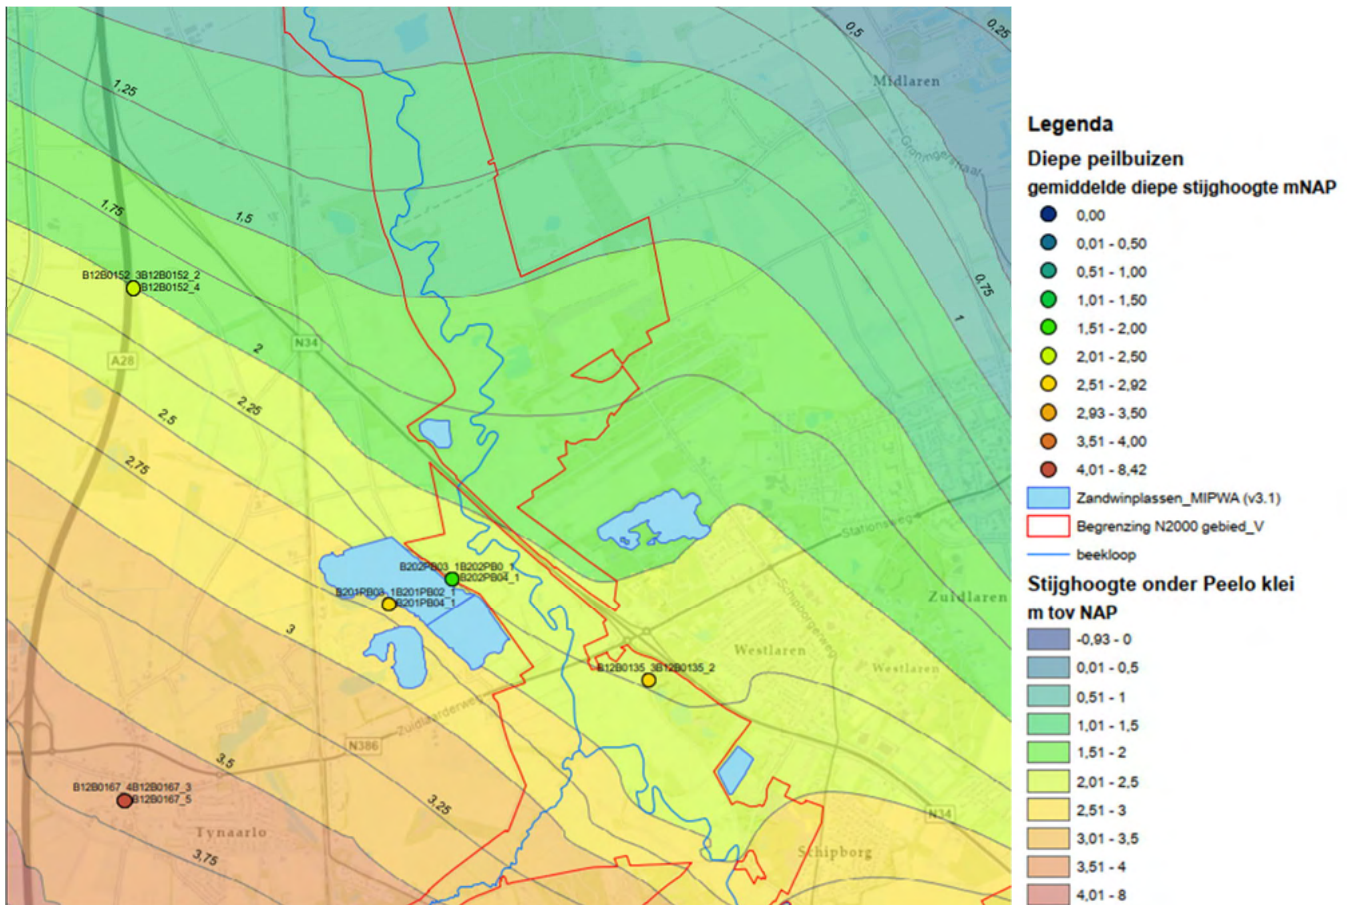 0,5
0,25
Midlaren
1,25
Groningerstraat
1,75
1,5
B12B0152_3B12B0152_2
B12B0152_4
0,75
1
N34
A28
2
2,25
2,5
2,75
Stationsweg
B202PB03_1B202PB0_1
B202PB04_1
B201PB03_1B201PB02_1
B201PB04_1
Schipborgerweg
Zuidlaren
3
Westlaren
Westlaren
B12B0135_3B12B0135_2
Zuidlaarderweg
N386
3,5
B12B0167_4B12B0167_3
B12B0167_5
3,25
N34
Tynaarlo
3,75
Schipborg
Legenda
Diepe peilbuizen
gemiddelde diepe stijghoogte mNAP
0,00
0,01 - 0,50
0,51 - 1,00
1,01 - 1,50
1,51 - 2,00
2,01 - 2,50
2,51 - 2,92
2,93 - 3,50
3,51 - 4,00
4,01 - 8,42
Zandwinplassen_MIPWA (v3.1)
Begrenzing N2000 gebied_V
beekloop
Stijghoogte onder Peelo klei
m tov NAP
-0,93 - 0
0,01 - 0,5
0,51 - 1
1,01 - 1,5
1,51 - 2
2,01 - 2,5
2,51 - 3
3,01 - 3,5
3,51 - 4
4,01 - 8